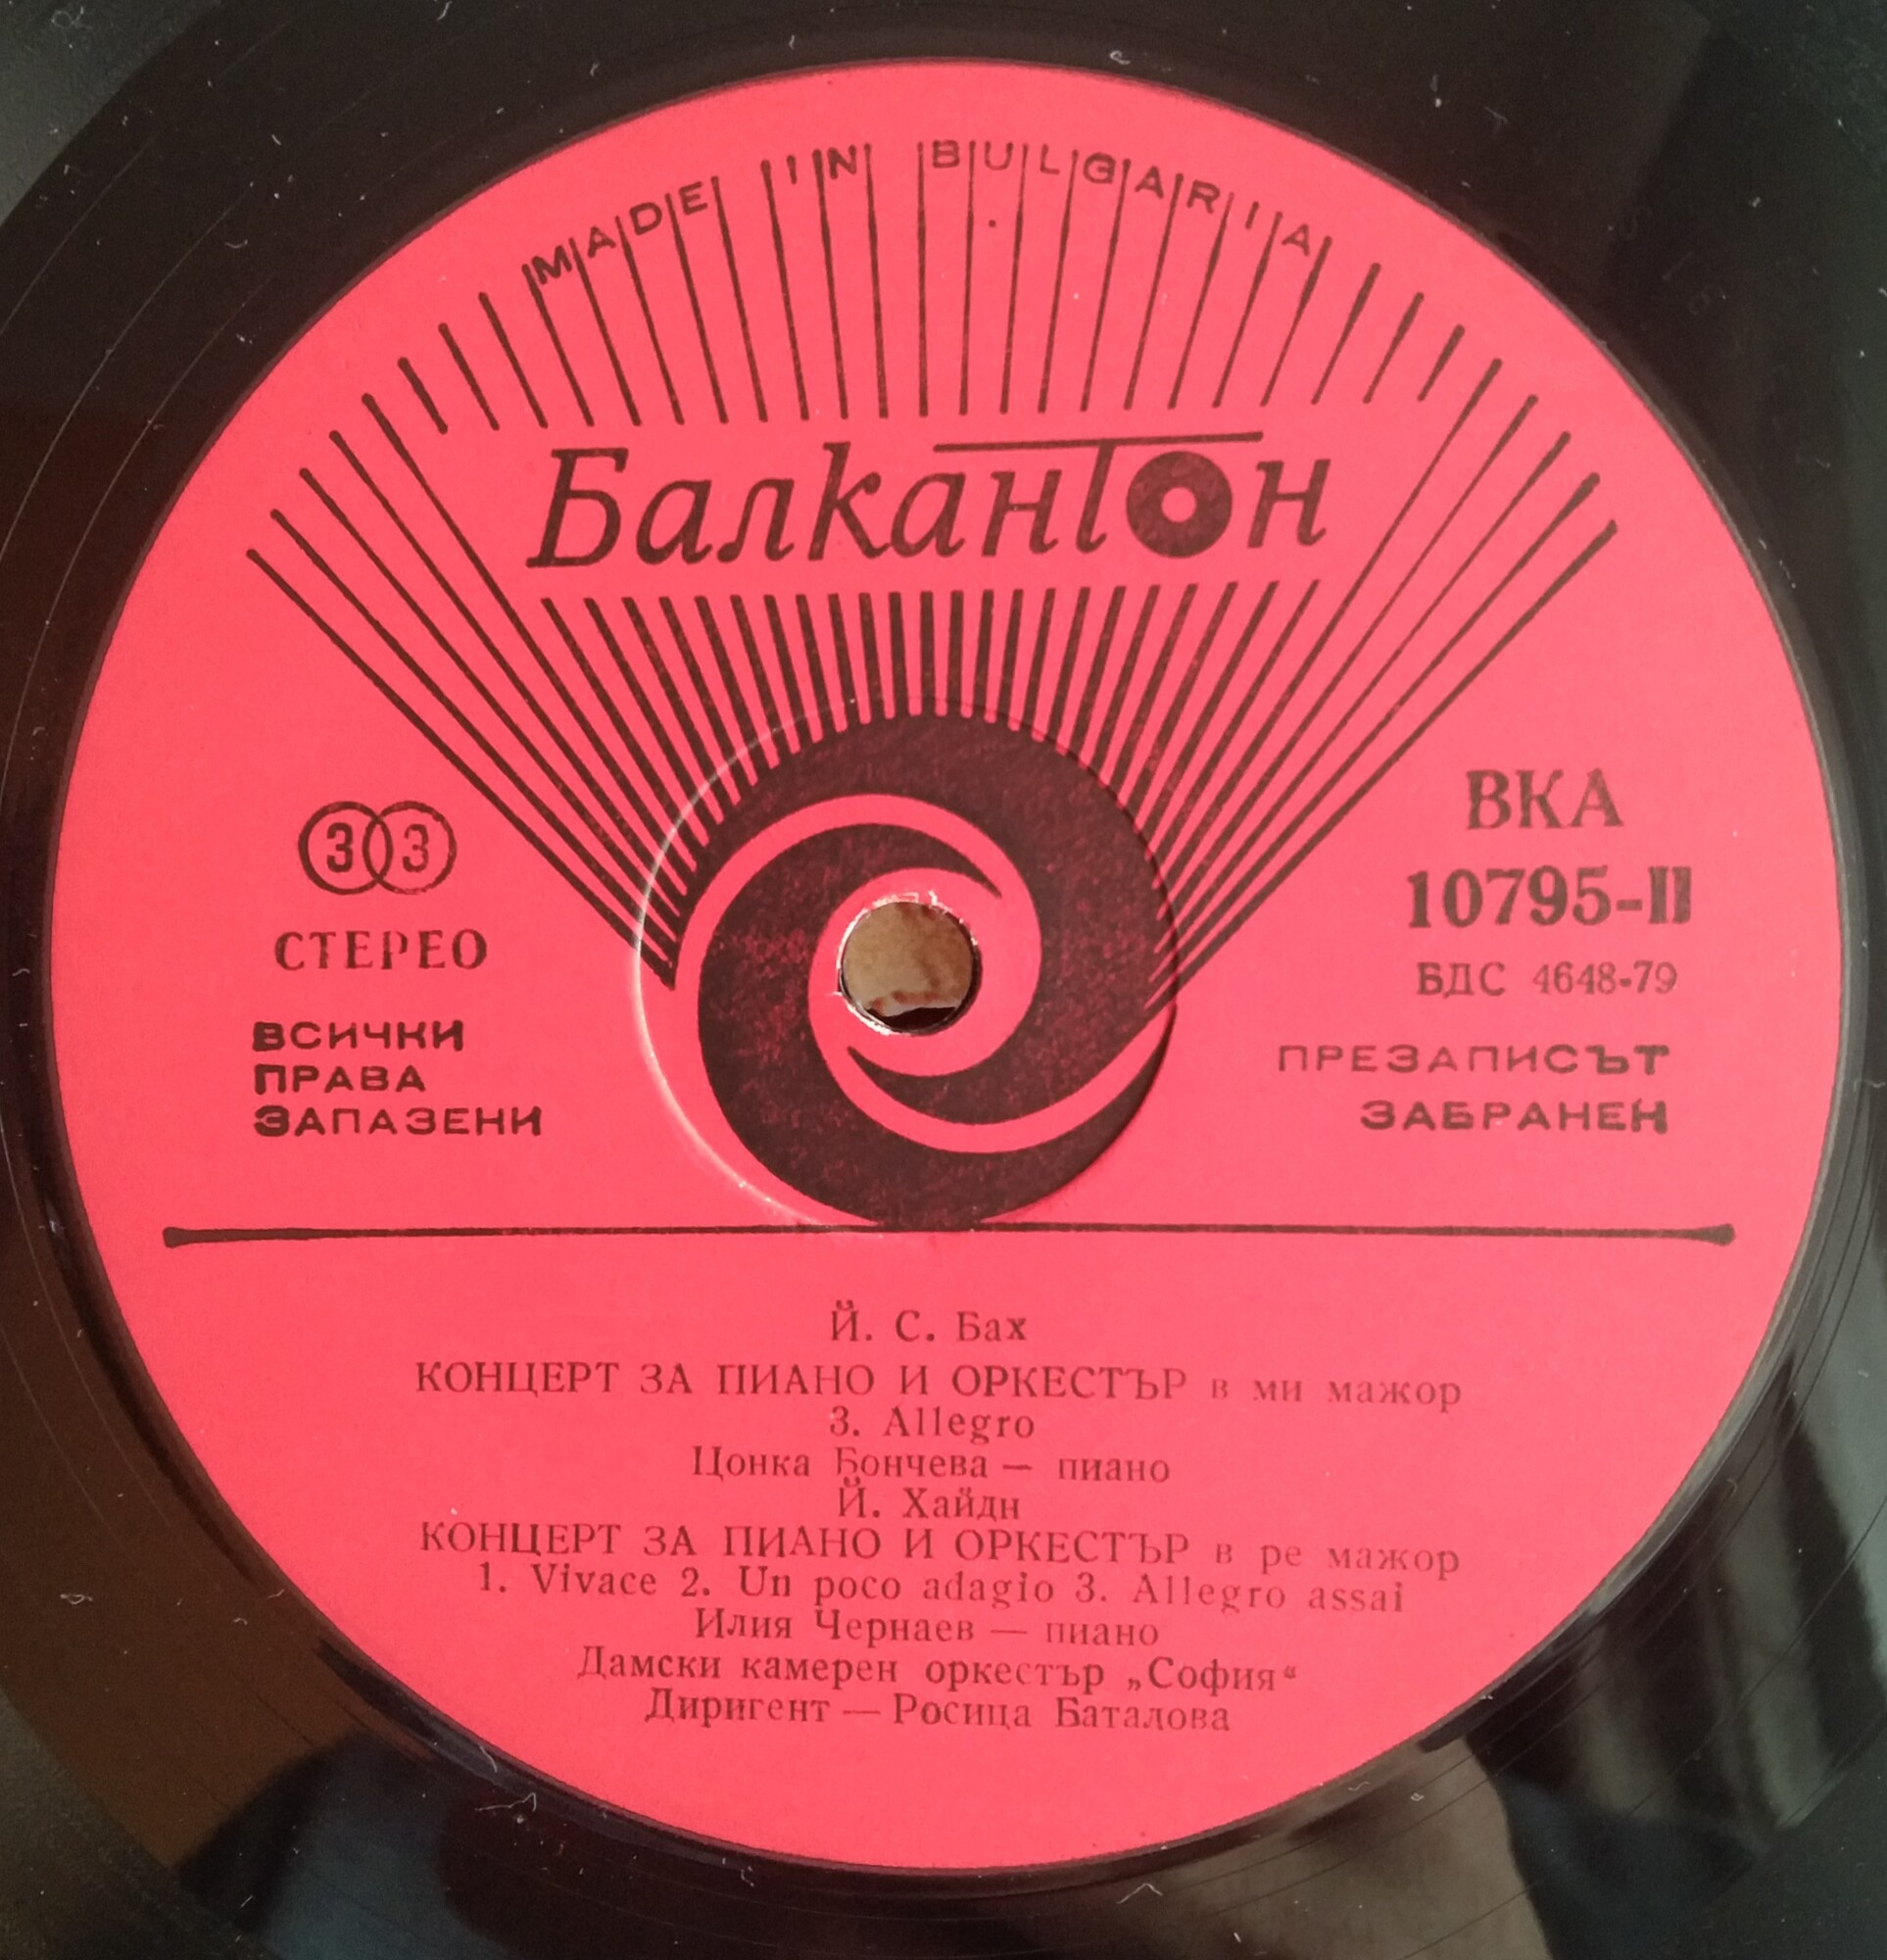 MADE IN BULGARIA
Балкантон
33
СТЕРЕО
ВСИЧКИ
ПРАВА
ЗАПАЗЕНИ
ВКА
10795-II
БДС 4648-79
ПРЕЗАПИСЪТ
ЗАБРАНЕН
Й. С. Бах
КОНЦЕРТ ЗА ПИАНО И ОРКЕСТЪР в ми мажор
3. Allegro
Цонка Бончева — пиано
Й. Хайдн
КОНЦЕРТ ЗА ПИАНО И ОРКЕСТЪР в ре мажор
1. Vivace 2. Un poco adagio 3. Allegro assai
Илия Чернаев — пиано
Дамски камерен оркестър „София“
Диригент — Росица Баталова